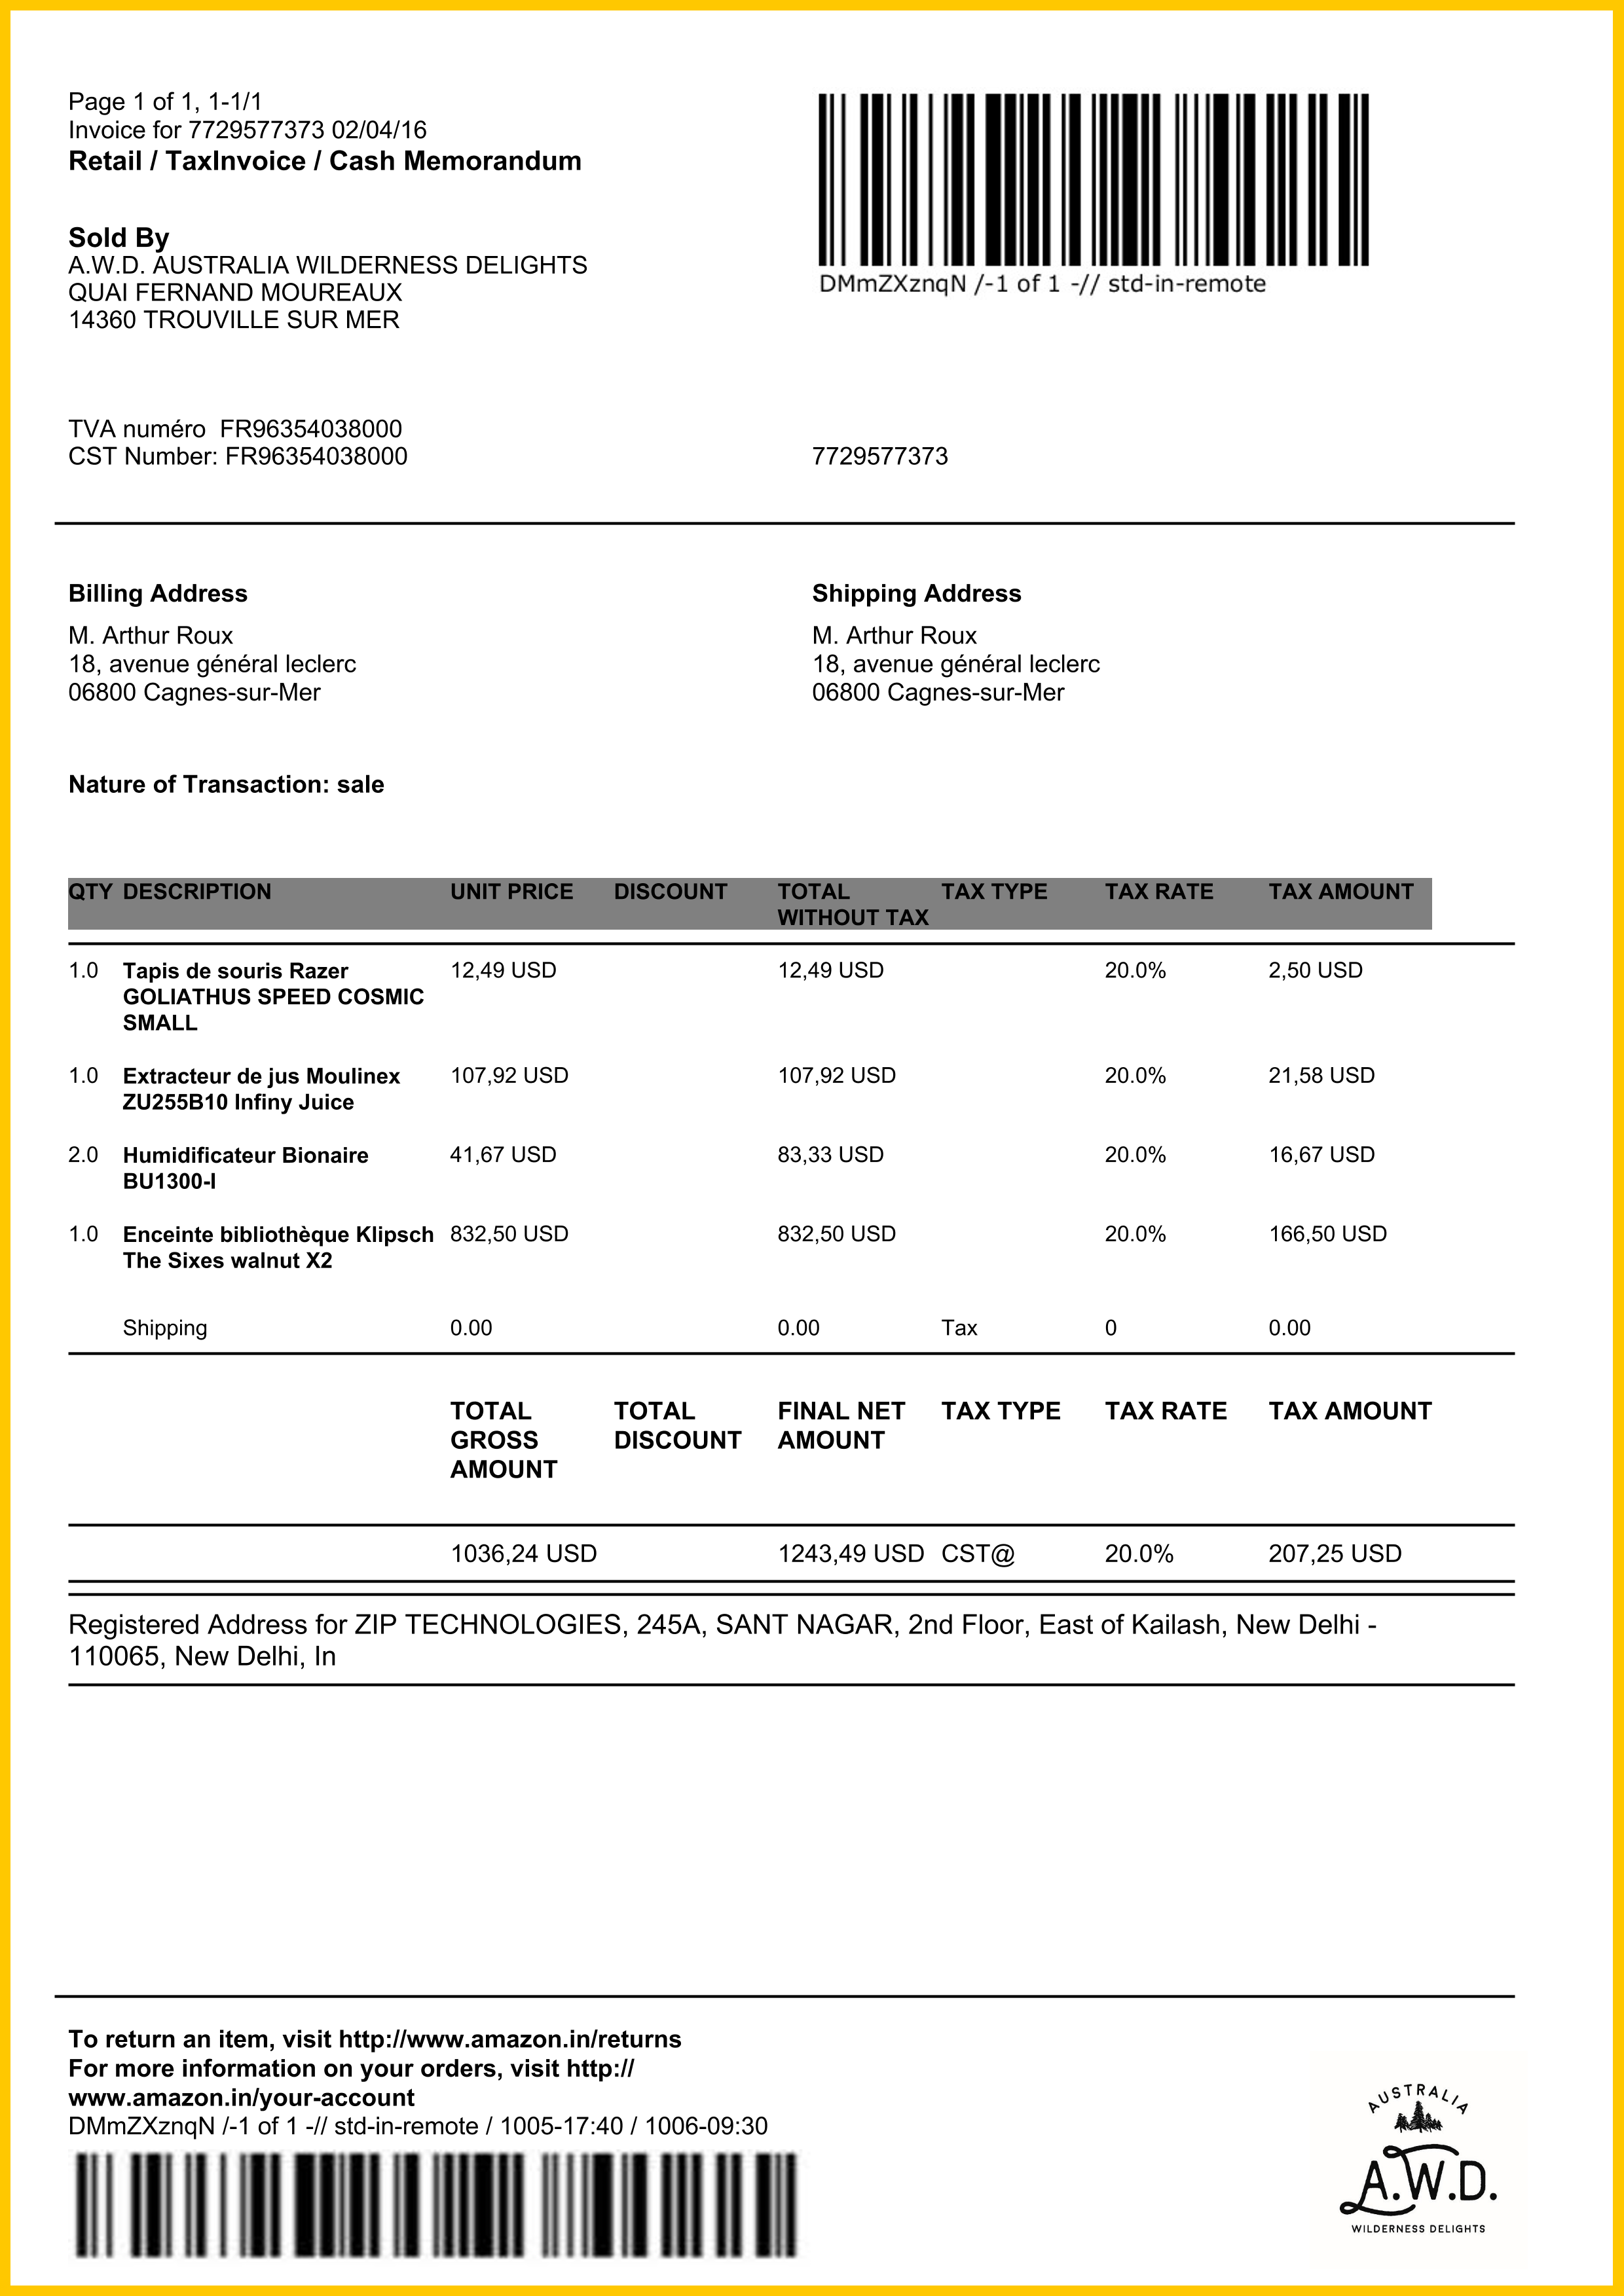 Page 1 of 1, 1-1/1
Invoice for 7729577373 02/04/16
Retail / TaxInvoice / Cash Memorandum
DMmZXznqN /-1 of 1 -// std-in-remote
Sold By
A.W.D. AUSTRALIA WILDERNESS DELIGHTS
QUAI FERNAND MOUREAUX
14360 TROUVILLE SUR MER
TVA numéro FR96354038000
CST Number: FR96354038000
7729577373
Billing Address
M. Arthur Roux
18, avenue général leclerc
06800 Cagnes-sur-Mer
Shipping Address
M. Arthur Roux
18, avenue général leclerc
06800 Cagnes-sur-Mer
Nature of Transaction: sale
QTY DESCRIPTION UNIT PRICE DISCOUNT TOTAL TAX TYPE TAX RATE TAX AMOUNT
WITHOUT TAX
1.0 Tapis de souris Razer 12,49 USD 12,49 USD 20.0% 2,50 USD
GOLIATHUS SPEED COSMIC
SMALL
1.0 Extracteur de jus Moulinex 107,92 USD 107,92 USD 20.0% 21,58 USD
ZU255B10 Infiny Juice
2.0 Humidificateur Bionaire 41,67 USD 83,33 USD 20.0% 16,67 USD
BU1300-I
1.0 Enceinte bibliothèque Klipsch 832,50 USD 832,50 USD 20.0% 166,50 USD
The Sixes walnut X2
Shipping 0.00 0.00 Tax 0 0.00
TOTAL TOTAL FINAL NET TAX TYPE TAX RATE TAX AMOUNT
GROSS DISCOUNT AMOUNT
AMOUNT
1036,24 USD 1243,49 USD CST@ 20.0% 207,25 USD
Registered Address for ZIP TECHNOLOGIES, 245A, SANT NAGAR, 2nd Floor, East of Kailash, New Delhi -
110065, New Delhi, In
To return an item, visit http://www.amazon.in/returns
For more information on your orders, visit http://
www.amazon.in/your-account
DMmZXznqN /-1 of 1 -// std-in-remote / 1005-17:40 / 1006-09:30
AUSTRALIA
A.W.D.
WILDERNESS DELIGHTS